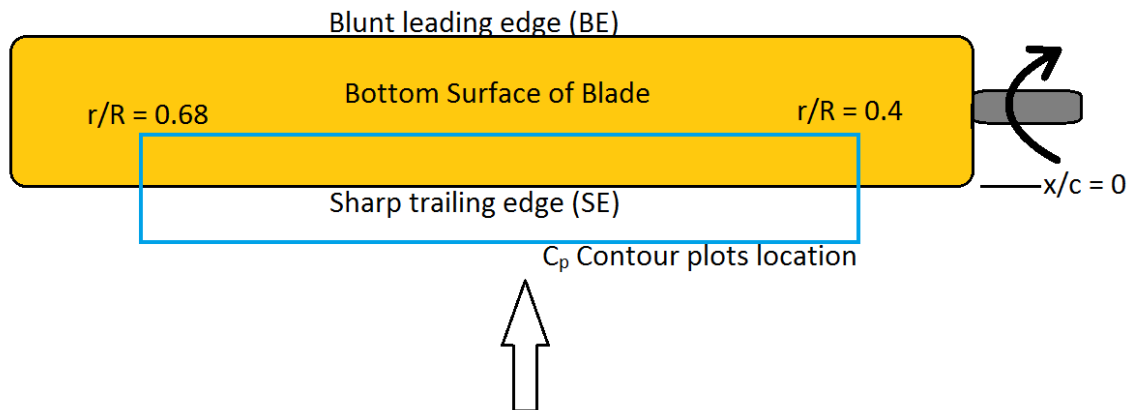 Blunt leading edge (BE)
Bottom Surface of Blade
r/R = 0.68
r/R = 0.4
x/c = 0
Sharp trailing edge (SE)
Cₚ Contour plots location